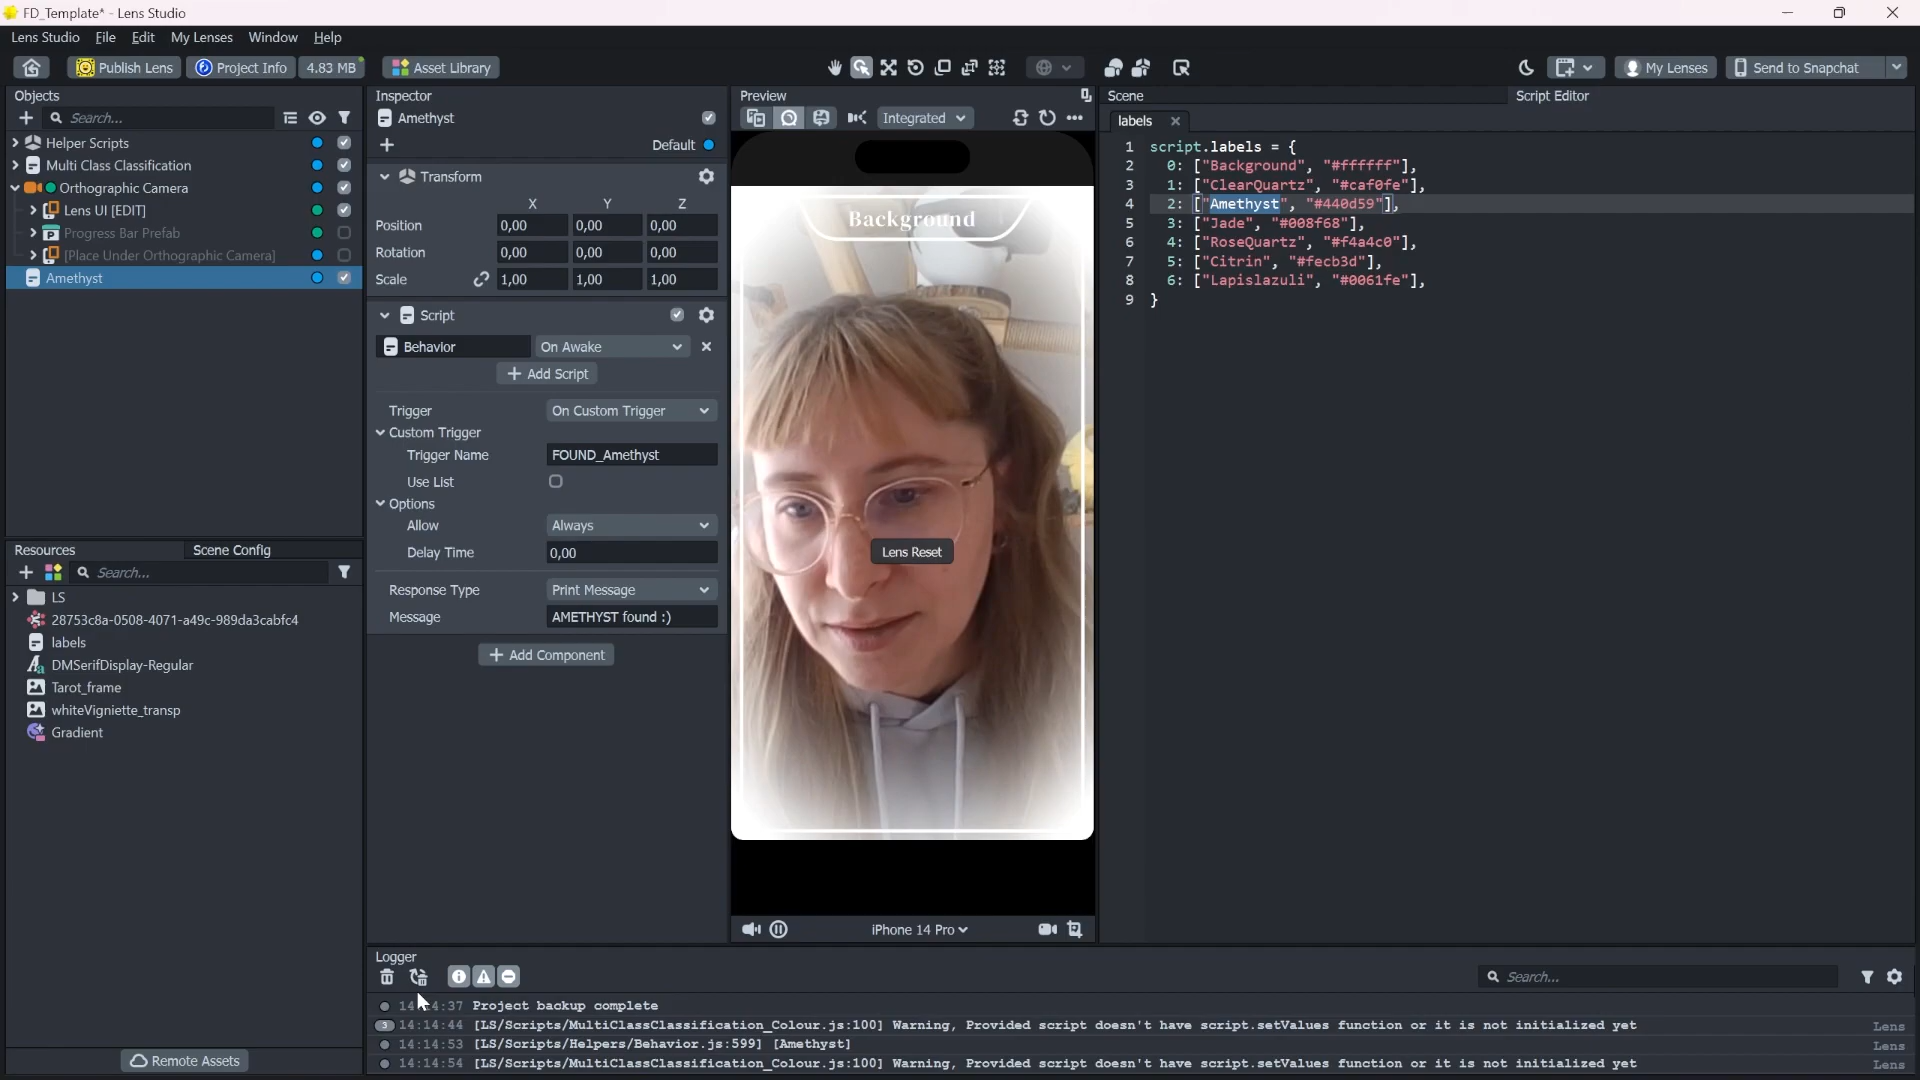 FD_Template* - Lens Studio
Lens Studio File Edit My Lenses Window Help
Publish Lens Project Info 4.83 MB Asset Library My Lenses Send to Snapchat
Objects
Search...
Helper Scripts
Multi Class Classification
Orthographic Camera
Lens UI [EDIT]
Progress Bar Prefab
[Place Under Orthographic Camera]
Amethyst
Resources Scene Config
Search...
LS
28753c8a-0508-4071-a49c-989da3cabfc4
labels
DMSerifDisplay-Regular
Tarot_frame
whiteVigniette_transp
Gradient
Remote Assets
Inspector
Amethyst
Default
Transform
X Y Z
Position 0,00 0,00 0,00
Rotation 0,00 0,00 0,00
Scale 1,00 1,00 1,00
Script
Behavior On Awake
Add Script
Trigger On Custom Trigger
Custom Trigger
Trigger Name FOUND_Amethyst
Use List
Options
Allow Always
Delay Time 0,00
Response Type Print Message
Message AMETHYST found :)
Add Component
Preview
Integrated
Background
Lens Reset
iPhone 14 Pro
Scene Script Editor
labels
1 script.labels = {
2 0: ["Background", "#ffffff"],
3 1: ["ClearQuartz", "#caf0fe"],
4 2: ["Amethyst", "#440d59"],
5 3: ["Jade", "#008f68"],
6 4: ["RoseQuartz", "#f4a4c0"],
7 5: ["Citrin", "#fecb3d"],
8 6: ["Lapislazuli", "#0061fe"],
9 }
Logger
Search...
14:14:37 Project backup complete
3 14:14:44 [LS/Scripts/MultiClassClassification_Colour.js:100] Warning, Provided script doesn't have script.setValues function or it is not initialized yet Lens
14:14:53 [LS/Scripts/Helpers/Behavior.js:599] [Amethyst] Lens
14:14:54 [LS/Scripts/MultiClassClassification_Colour.js:100] Warning, Provided script doesn't have script.setValues function or it is not initialized yet Lens